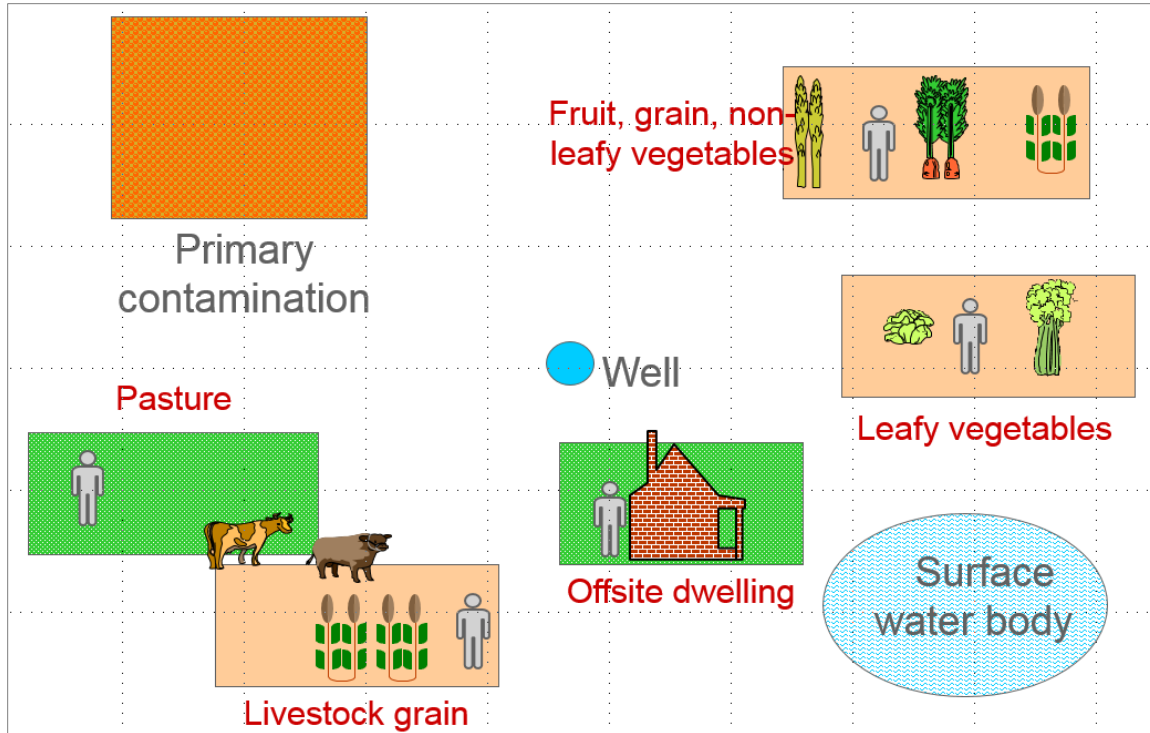 Fruit, grain, non-
leafy vegetables
Primary
contamination
Well
Pasture
Leafy vegetables
Offsite dwelling
Surface
water body
Livestock grain